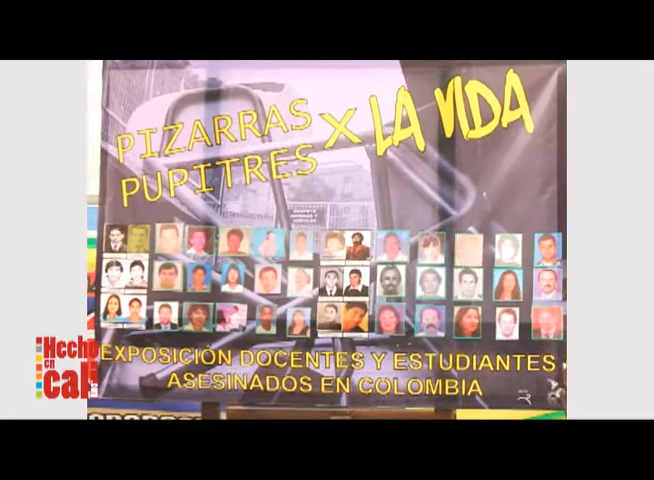 PIZARRAS X LA VIDA
PUPITRES
EXPOSICIÓN DOCENTES Y ESTUDIANTES
ASESINADOS EN COLOMBIA
Hecho
en
cali